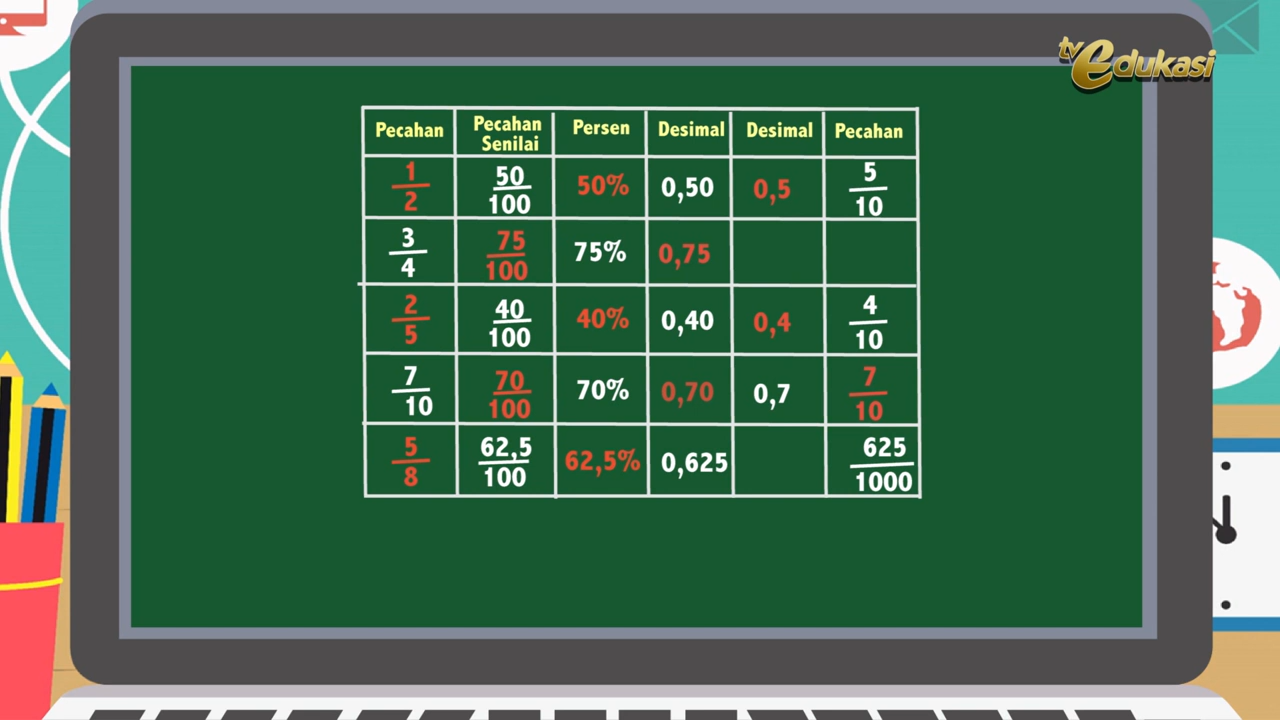 tv edukasi
Pecahan Pecahan Senilai Persen Desimal Desimal Pecahan
1/2 50/100 50% 0,50 0,5 5/10
3/4 75/100 75% 0,75
2/5 40/100 40% 0,40 0,4 4/10
7/10 70/100 70% 0,70 0,7 7/10
5/8 62,5/100 62,5% 0,625 625/1000